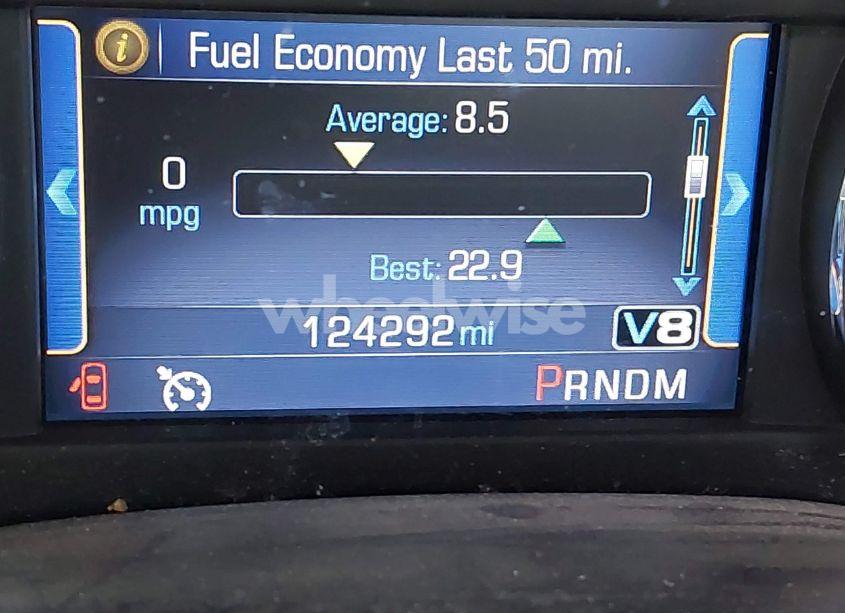 i Fuel Economy Last 50 mi.
Average: 8.5
0
mpg
Best: 22.9
wheelwise
124292 mi
V8
PRNDM